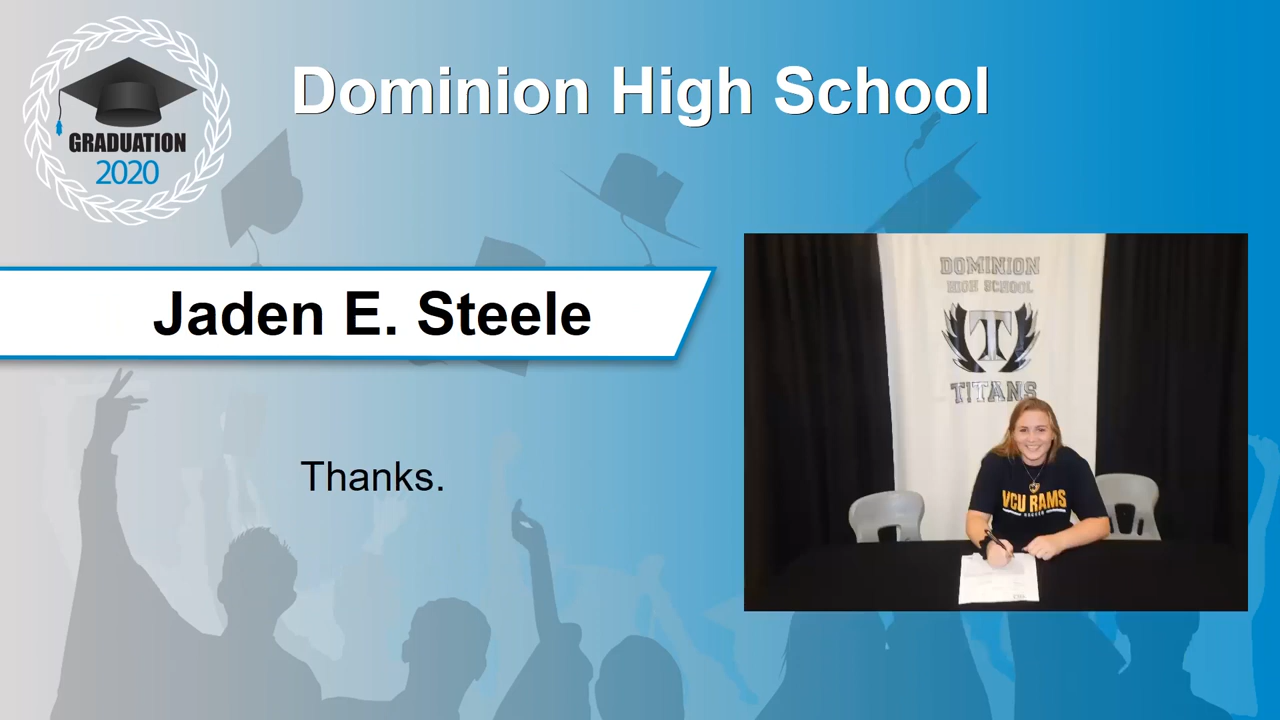 GRADUATION
2020
Dominion High School
Jaden E. Steele
Thanks.
DOMINION
HIGH SCHOOL
T
TITANS
VCU RAMS